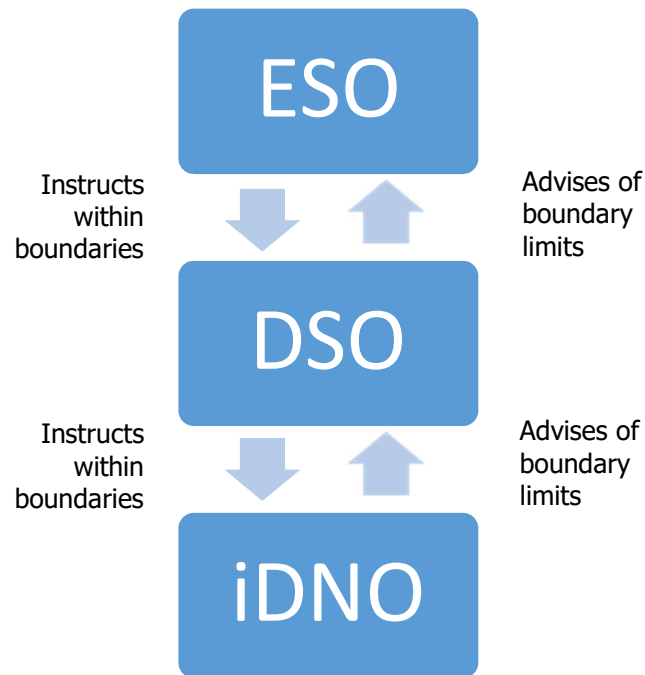 ESO
Instructs
within
boundaries
Advises of
boundary
limits
DSO
Instructs
within
boundaries
Advises of
boundary
limits
iDNO